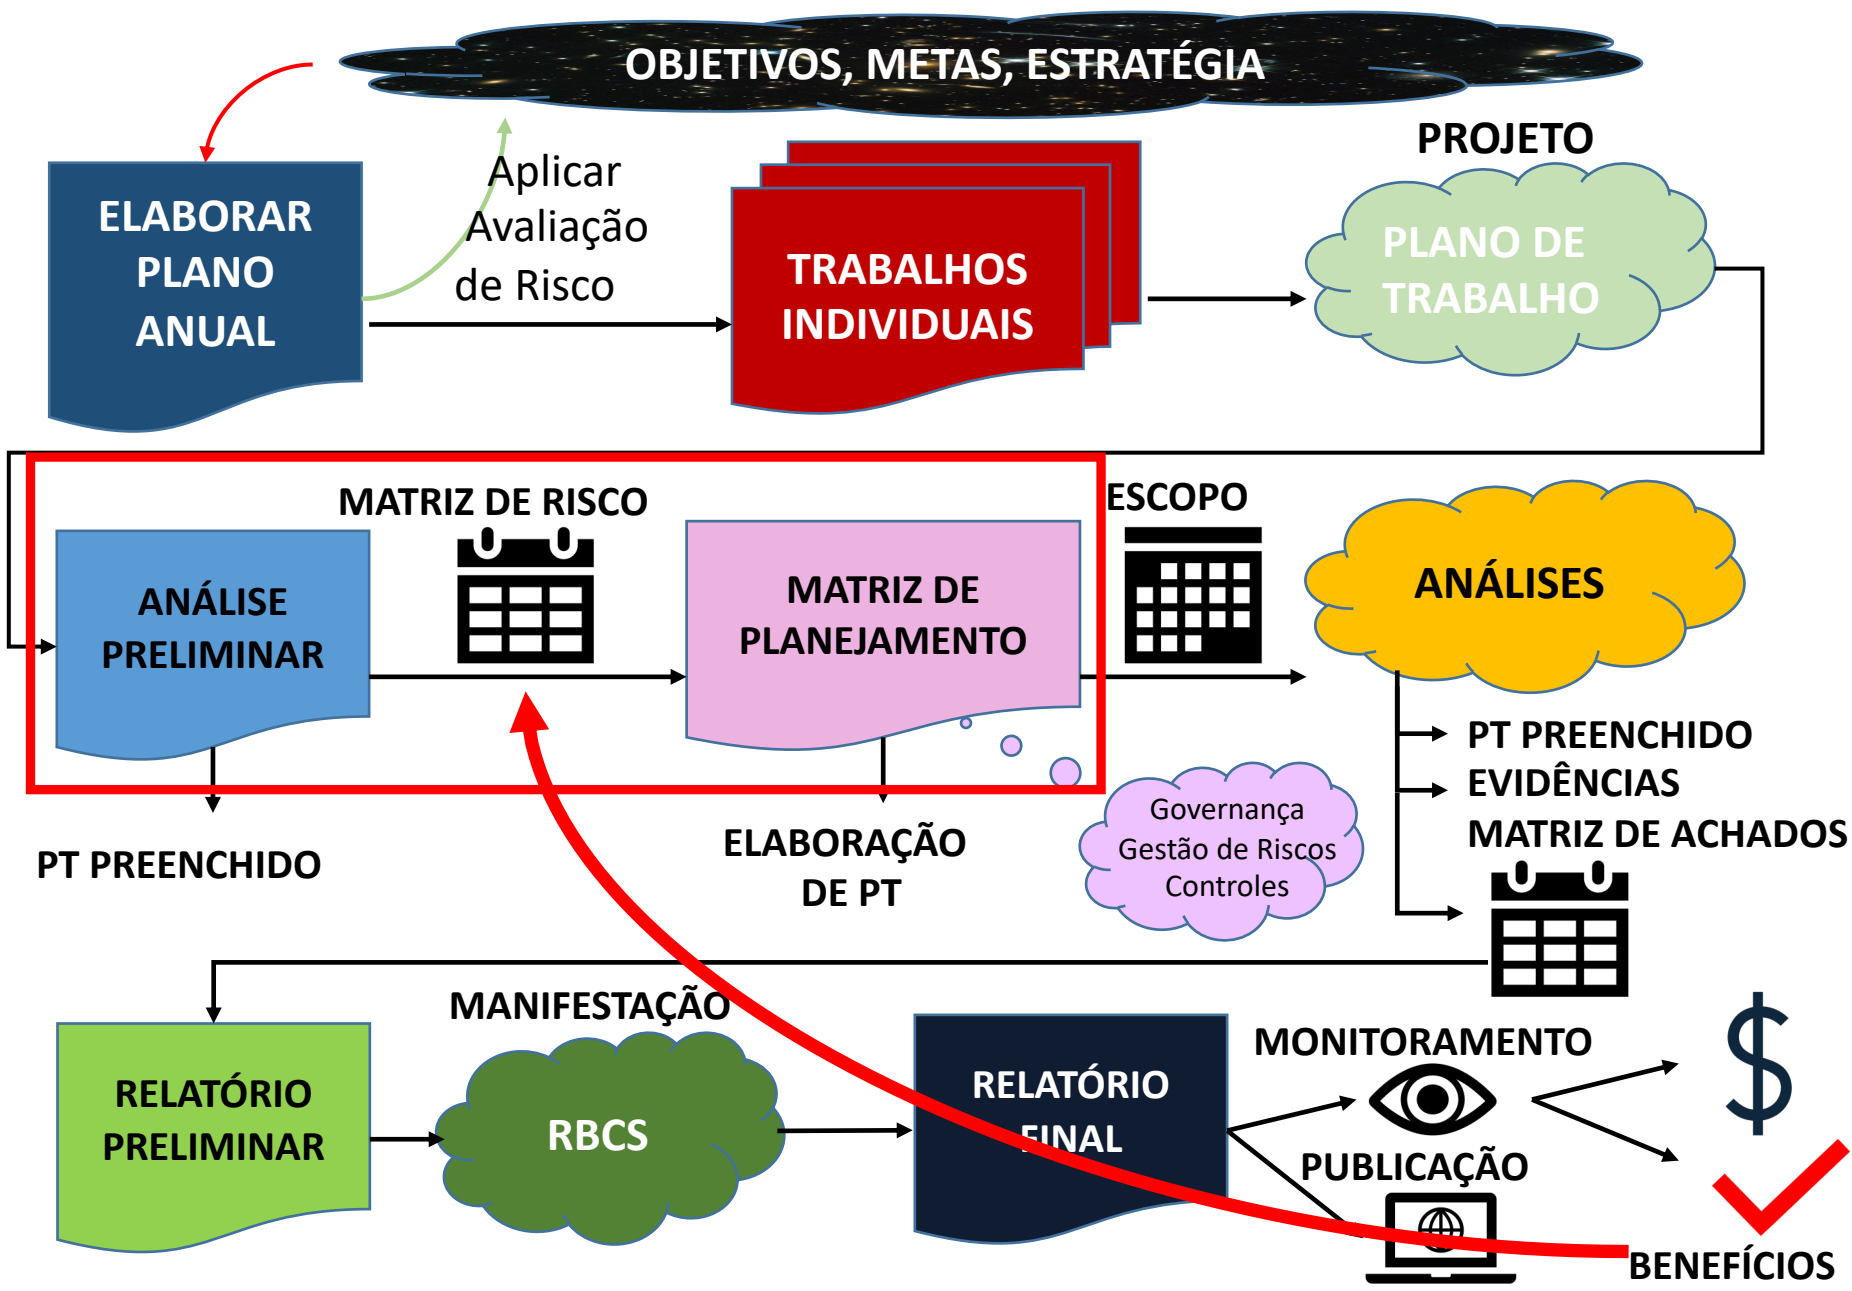 OBJETIVOS, METAS, ESTRATÉGIA
ELABORAR
PLANO
ANUAL
Aplicar
Avaliação
de Risco
TRABALHOS
INDIVIDUAIS
PROJETO
PLANO DE
TRABALHO
MATRIZ DE RISCO
ANÁLISE
PRELIMINAR
MATRIZ DE
PLANEJAMENTO
ESCOPO
ANÁLISES
PT PREENCHIDO
ELABORAÇÃO
DE PT
Governança
Gestão de Riscos
Controles
PT PREENCHIDO
EVIDÊNCIAS
MATRIZ DE ACHADOS
RELATÓRIO
PRELIMINAR
MANIFESTAÇÃO
RBCS
RELATÓRIO
FINAL
MONITORAMENTO
PUBLICAÇÃO
$
BENEFÍCIOS